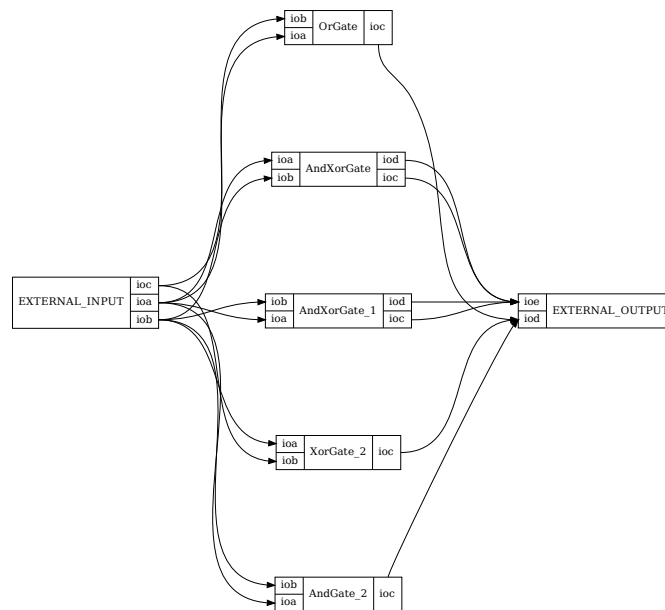 iob
ioa
OrGate
ioc
ioa
iob
AndXorGate
iod
ioc
EXTERNAL_INPUT
ioc
ioa
iob
iob
ioa
AndXorGate_1
iod
ioc
ioe
iod
EXTERNAL_OUTPUT
ioa
iob
XorGate_2
ioc
iob
ioa
AndGate_2
ioc